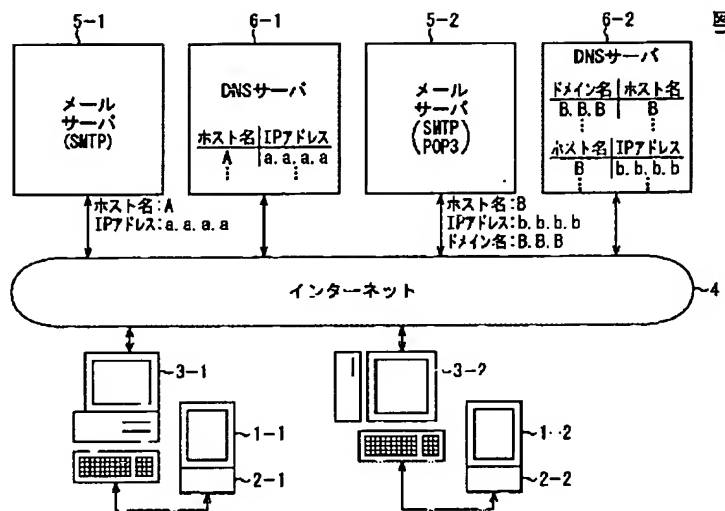 5-1
6-1
5-2
6-2
メール
サーバ
(SMTP)
DNSサーバ
ホスト名 IPアドレス
A a.a.a.a
メール
サーバ
(SMTP
POP3)
DNSサーバ
ドメイン名 ホスト名
B.B.B B
ホスト名 IPアドレス
B b.b.b.b
ホスト名:A
IPアドレス:a.a.a.a
ホスト名:B
IPアドレス:b.b.b.b
ドメイン名:B.B.B
インターネット
4
3-1
1-1
2-1
3-2
1-2
2-2